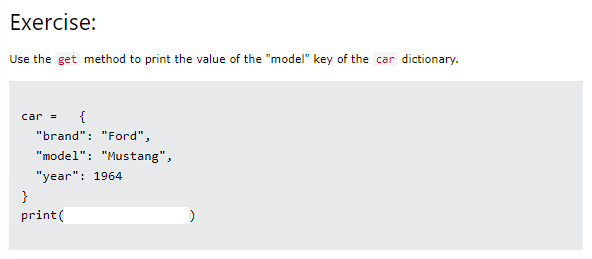 Exercise:
Use the get method to print the value of the "model" key of the car dictionary.
car =   {
  "brand": "Ford",
  "model": "Mustang",
  "year": 1964
}
print(                 )